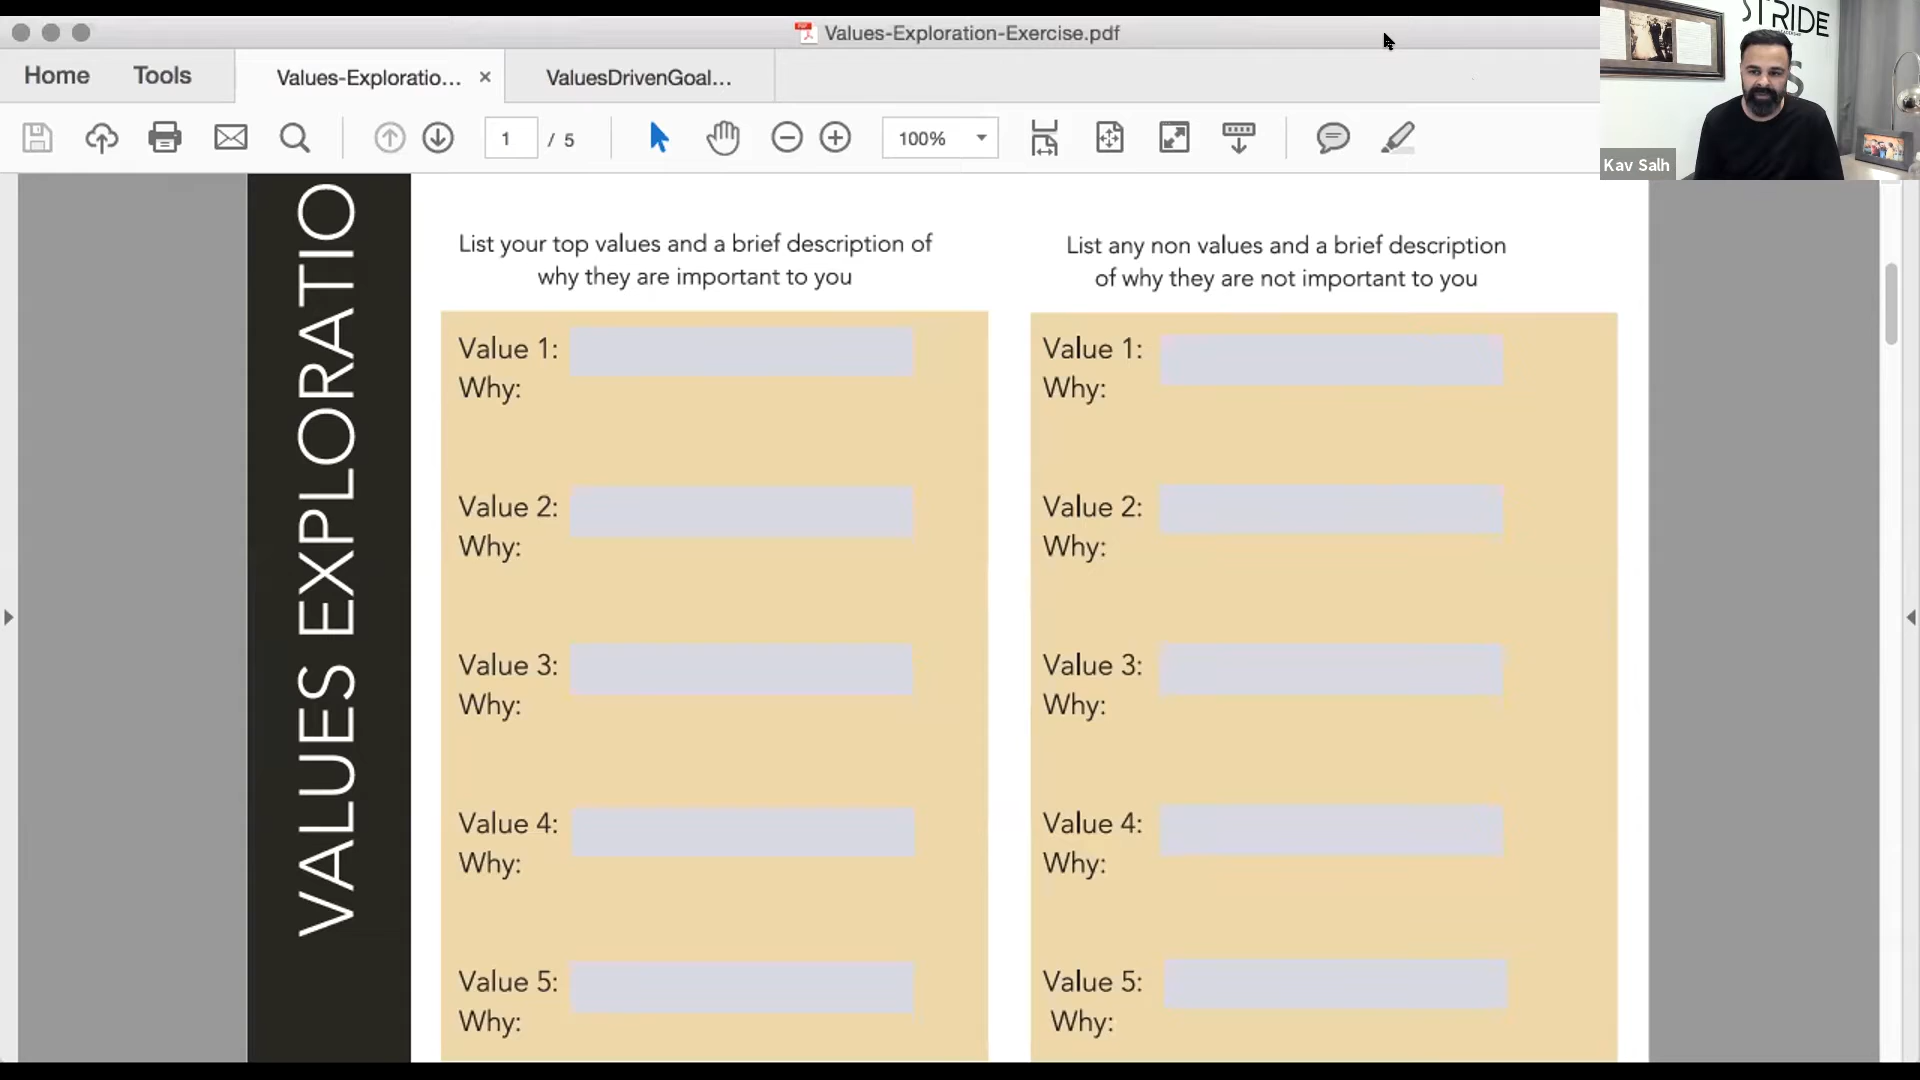 Values-Exploration-Exercise.pdf
STRIDE
Home Tools Values-Exploratio... × ValuesDrivenGoal...
1 / 5 100%
Kav Salh
VALUES EXPLORATIO
List your top values and a brief description of
why they are important to you
Value 1:
Why:
Value 2:
Why:
Value 3:
Why:
Value 4:
Why:
Value 5:
Why:
List any non values and a brief description
of why they are not important to you
Value 1:
Why:
Value 2:
Why:
Value 3:
Why:
Value 4:
Why:
Value 5:
Why: